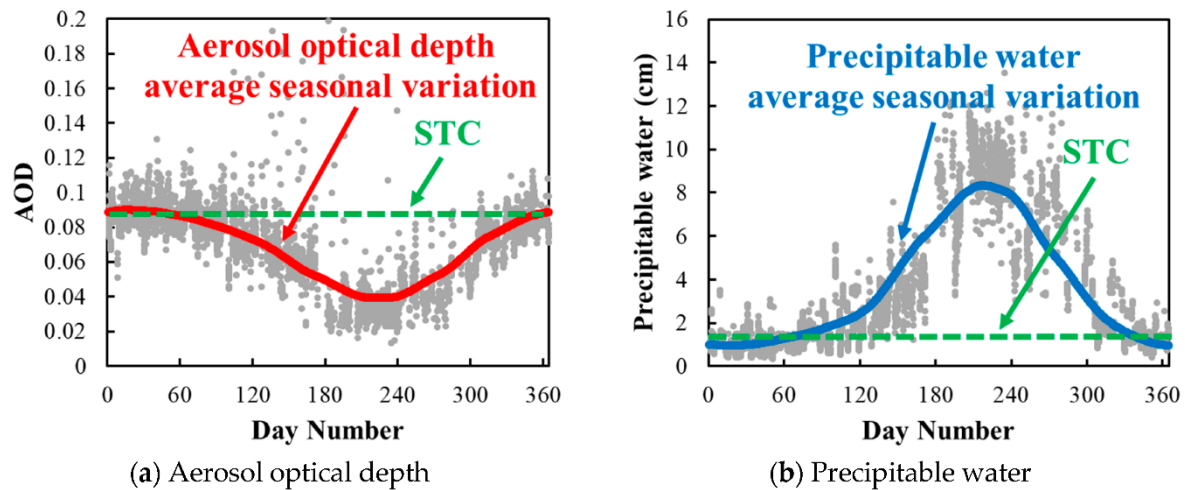 0.2
0.18
0.16
0.14
0.12
0.1
0.08
0.06
0.04
0.02
0
AOD
Aerosol optical depth
average seasonal variation
STC
0 60 120 180 240 300 360
Day Number
(a) Aerosol optical depth
16
14
12
10
8
6
4
2
0
Precipitable water (cm)
Precipitable water
average seasonal variation
STC
0 60 120 180 240 300 360
Day Number
(b) Precipitable water